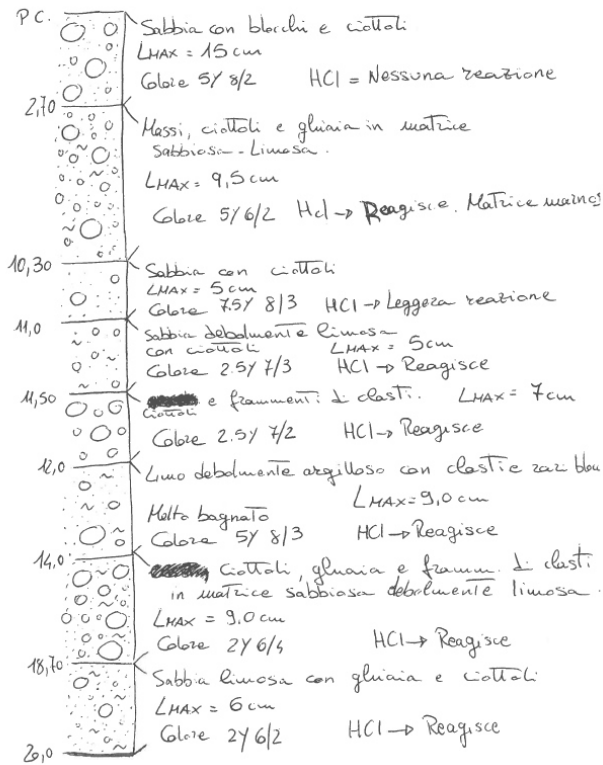 P.C.
Sabbia con blocchi e ciottoli
LMAX = 15 cm
Colore 5Y 8/2 HCl = Nessuna reazione
2,70
Massi, ciottoli e ghiaia in matrice
sabbiosa-limosa.
LMAX = 9,5 cm
Colore 5Y 6/2 Hcl → Reagisce. Matrice marnos
10,30
Sabbia con ciottoli
LMAX = 5 cm
Colore 7.5Y 8/3 HCl → Leggera reazione
11,0
Sabbia debolmente limosa
con ciottoli LMAX = 5cm
Colore 2.5Y 7/3 HCl → Reagisce
11,50
Ciottoli e frammenti di clasti. LMAX = 7cm
Colore 2.5Y 7/2 HCl → Reagisce
12,0
Limo debolmente argilloso con clasti e rari blo
LMAX = 9,0 cm
Molto bagnato
Colore 5Y 8/3 HCl → Reagisce
14,0
Ciottoli, ghiaia e framm. di clasti
in matrice sabbiosa debolmente limosa.
LMAX = 9,0 cm
Colore 2Y 6/4 HCl → Reagisce
18,70
Sabbia limosa con ghiaia e ciottoli
LMAX = 6 cm
Colore 2Y 6/2 HCl → Reagisce
20,0